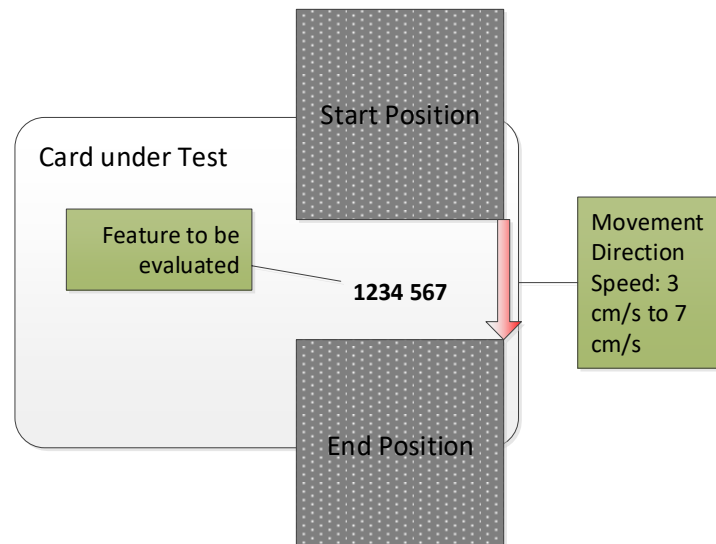 Start Position
Card under Test
Feature to be
evaluated
1234 567
Movement
Direction
Speed: 3
cm/s to 7
cm/s
End Position